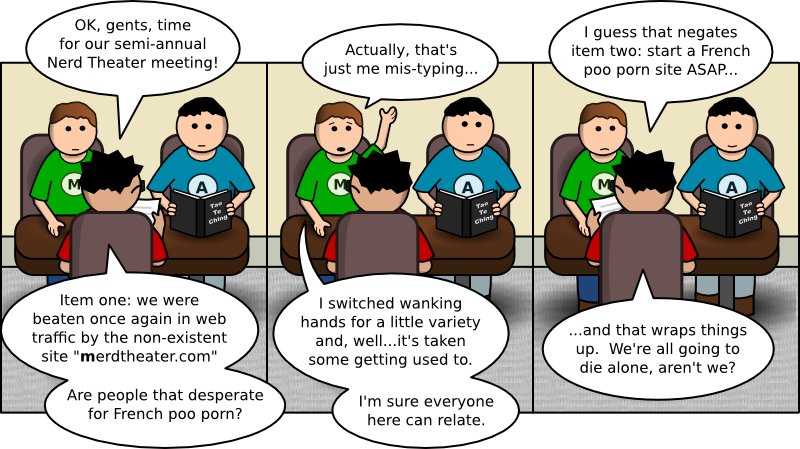 OK, gents, time
for our semi-annual
Nerd Theater meeting!
M
A
Tao
Te
Ching
Item one: we were
beaten once again in web
traffic by the non-existent
site "merdtheater.com"
Are people that desperate
for French poo porn?
Actually, that's
just me mis-typing...
M
A
Tao
Te
Ching
I switched wanking
hands for a little variety
and, well...it's taken
some getting used to.
I'm sure everyone
here can relate.
I guess that negates
item two: start a French
poo porn site ASAP...
M
A
Tao
Te
Ching
...and that wraps things
up. We're all going to
die alone, aren't we?